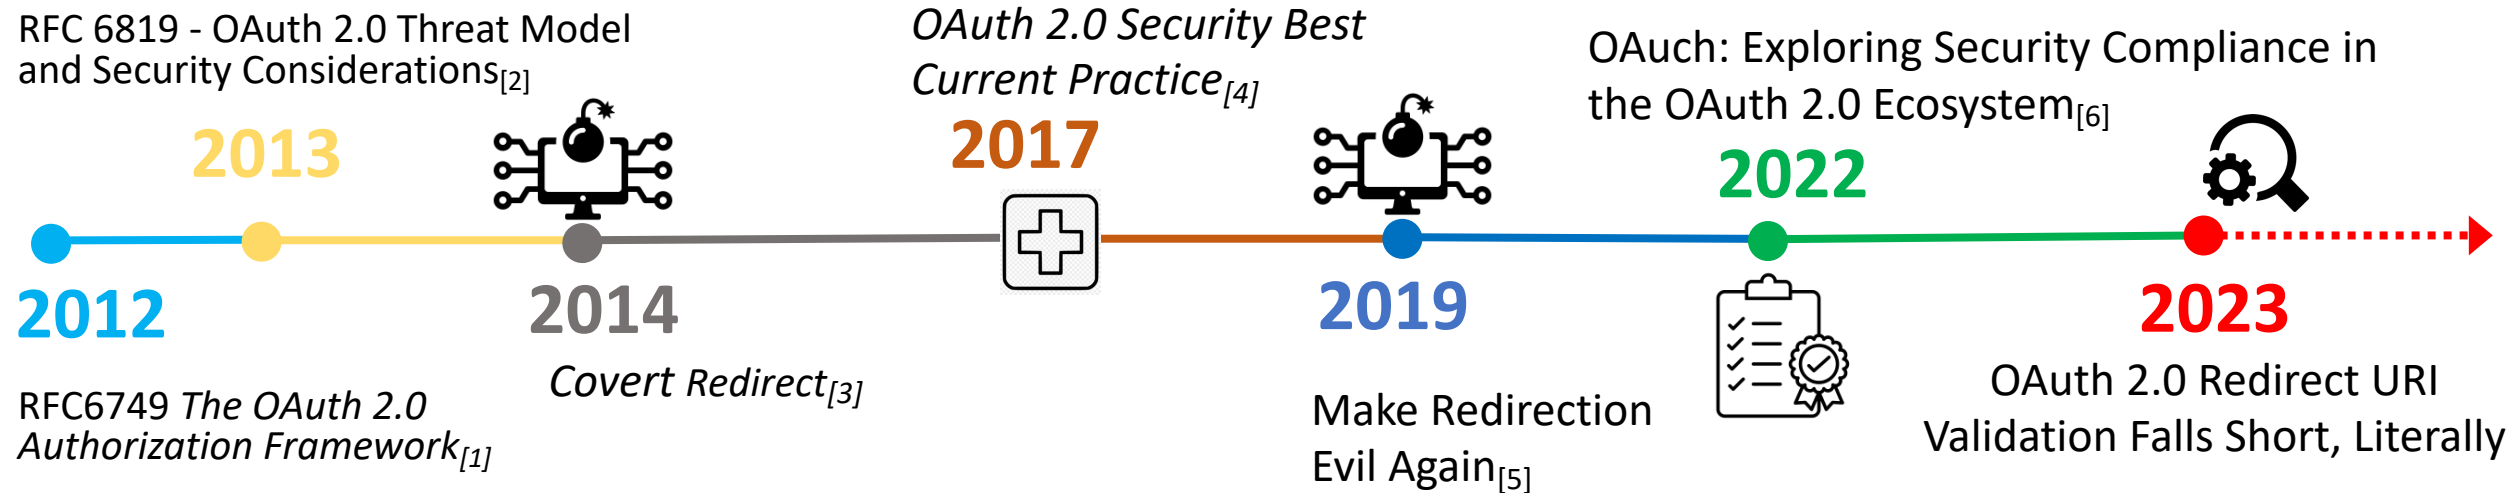 RFC 6819 - OAuth 2.0 Threat Model
and Security Considerations[2]
2013
OAuth 2.0 Security Best
Current Practice[4]
2017
OAuch: Exploring Security Compliance in
the OAuth 2.0 Ecosystem[6]
2022
2012
RFC6749 The OAuth 2.0
Authorization Framework[1]
2014
Covert Redirect[3]
2019
Make Redirection
Evil Again[5]
2023
OAuth 2.0 Redirect URI
Validation Falls Short, Literally